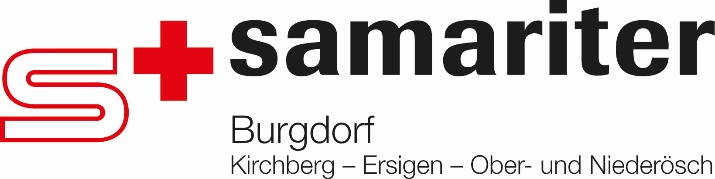 s+ samariter
Burgdorf
Kirchberg – Ersigen – Ober- und Niederösch